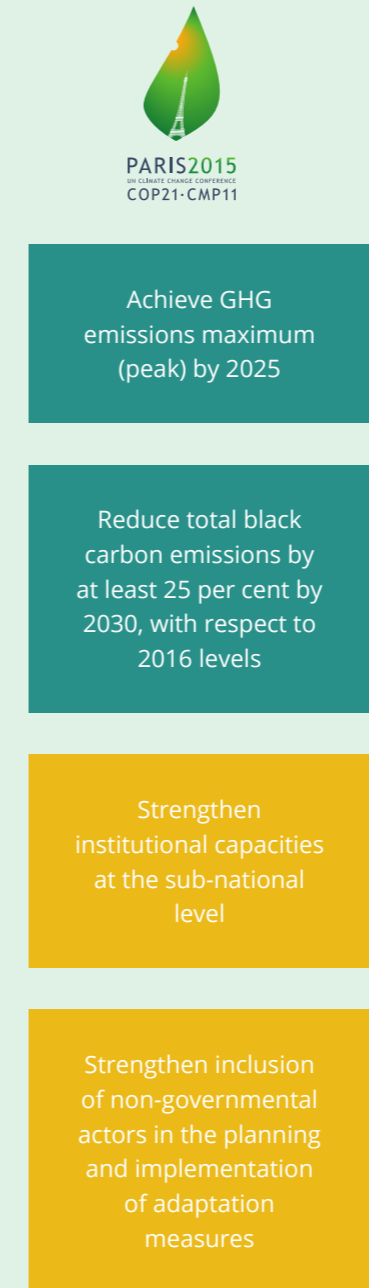 PARIS2015
UN CLIMATE CHANGE CONFERENCE
COP21·CMP11
Achieve GHG
emissions maximum
(peak) by 2025
Reduce total black
carbon emissions by
at least 25 per cent by
2030, with respect to
2016 levels
Strengthen
institutional capacities
at the sub-national
level
Strengthen inclusion
of non-governmental
actors in the planning
and implementation
of adaptation
measures